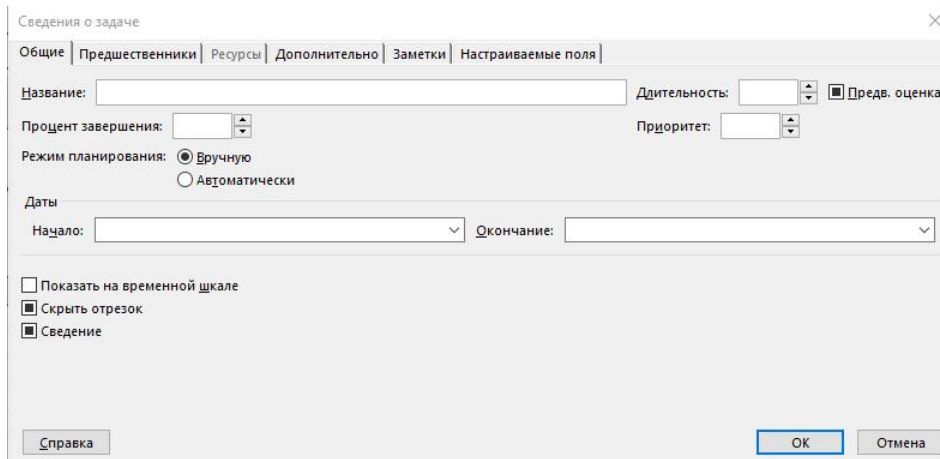 Сведения о задаче
Общие Предшественники Ресурсы Дополнительно Заметки Настраиваемые поля
Название: Длительность: Предв. оценка
Процент завершения: Приоритет:
Режим планирования: Вручную
Автоматически
Даты
Начало: Окончание:
Показать на временной шкале
Скрыть отрезок
Сведение
Справка ОК Отмена